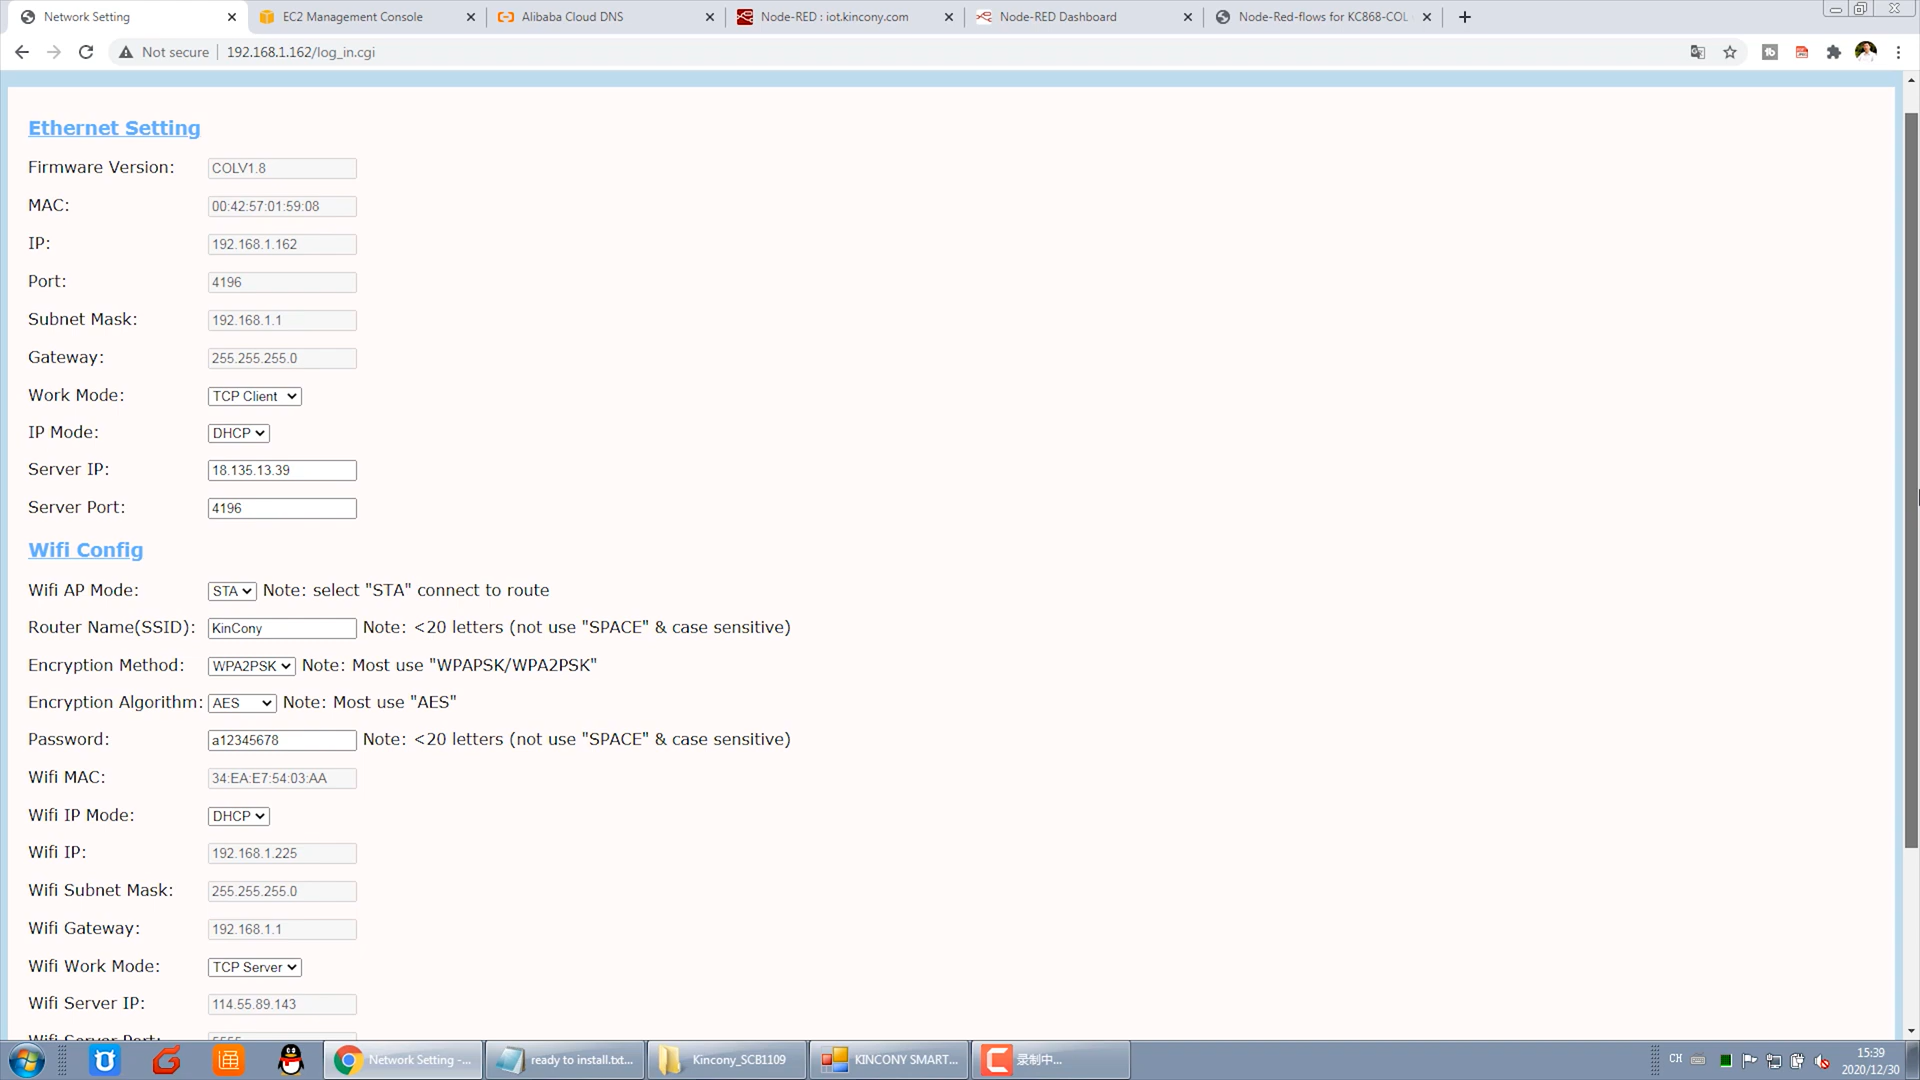 Network Setting
EC2 Management Console
Alibaba Cloud DNS
Node-RED : iot.kincony.com
Node-RED Dashboard
Node-Red-flows for KC868-COL
Not secure
192.168.1.162/log_in.cgi
Ethernet Setting
Firmware Version: COLV1.8
MAC: 00:42:57:01:59:08
IP: 192.168.1.162
Port: 4196
Subnet Mask: 192.168.1.1
Gateway: 255.255.255.0
Work Mode: TCP Client
IP Mode: DHCP
Server IP: 18.135.13.39
Server Port: 4196
Wifi Config
Wifi AP Mode: STA Note: select "STA" connect to route
Router Name(SSID): KinCony Note: <20 letters (not use "SPACE" & case sensitive)
Encryption Method: WPA2PSK Note: Most use "WPAPSK/WPA2PSK"
Encryption Algorithm: AES Note: Most use "AES"
Password: a12345678 Note: <20 letters (not use "SPACE" & case sensitive)
Wifi MAC: 34:EA:E7:54:03:AA
Wifi IP Mode: DHCP
Wifi IP: 192.168.1.225
Wifi Subnet Mask: 255.255.255.0
Wifi Gateway: 192.168.1.1
Wifi Work Mode: TCP Server
Wifi Server IP: 114.55.89.143
Wifi Server Port: 5555
Network Setting -...
ready to install.txt...
Kincony_SCB1109
KINCONY SMART...
录制中...
CH
15:39
2020/12/30